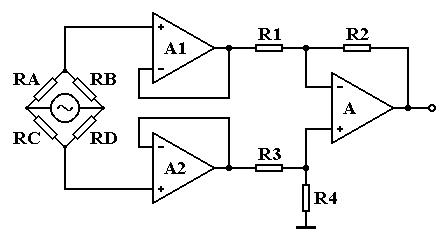 R1 R2
+ A1
RA RB -
- A
RC RD - +
A2 R3
+ R4